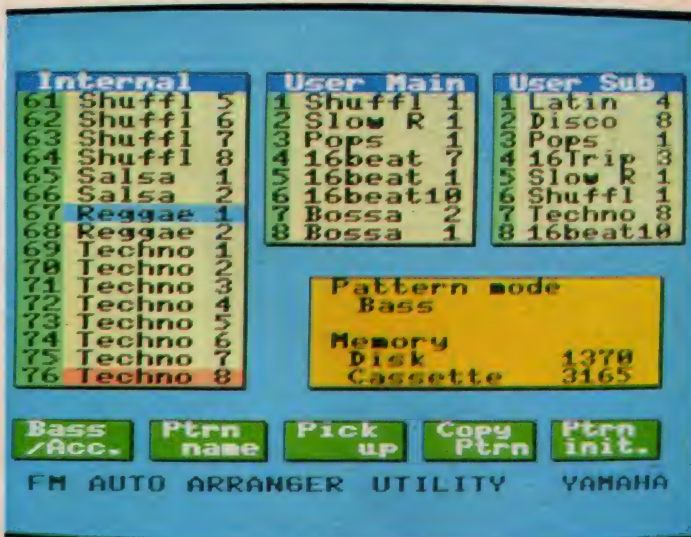 Internal
61 Shuffl 5
62 Shuffl 6
63 Shuffl 7
64 Shuffl 8
65 Salsa 1
66 Salsa 2
67 Reggae 1
68 Reggae 2
69 Techno 1
70 Techno 2
71 Techno 3
72 Techno 4
73 Techno 5
74 Techno 6
75 Techno 7
76 Techno 8
User Main
1 Shuffl 1
2 Slow R 1
3 Pops 1
4 16beat 7
5 16beat 1
6 16beat10
7 Bossa 2
8 Bossa 1
User Sub
1 Latin 4
2 Disco 8
3 Pops 1
4 16Trip 3
5 Slow R 1
6 Shuffl 1
7 Techno 8
8 16beat10
Pattern mode
Bass
Memory
Disk 1370
Cassette 3165
Bass
/Acc.
Ptrn
name
Pick
up
Copy
Ptrn
Ptrn
init.
FM AUTO ARRANGER UTILITY YAMAHA